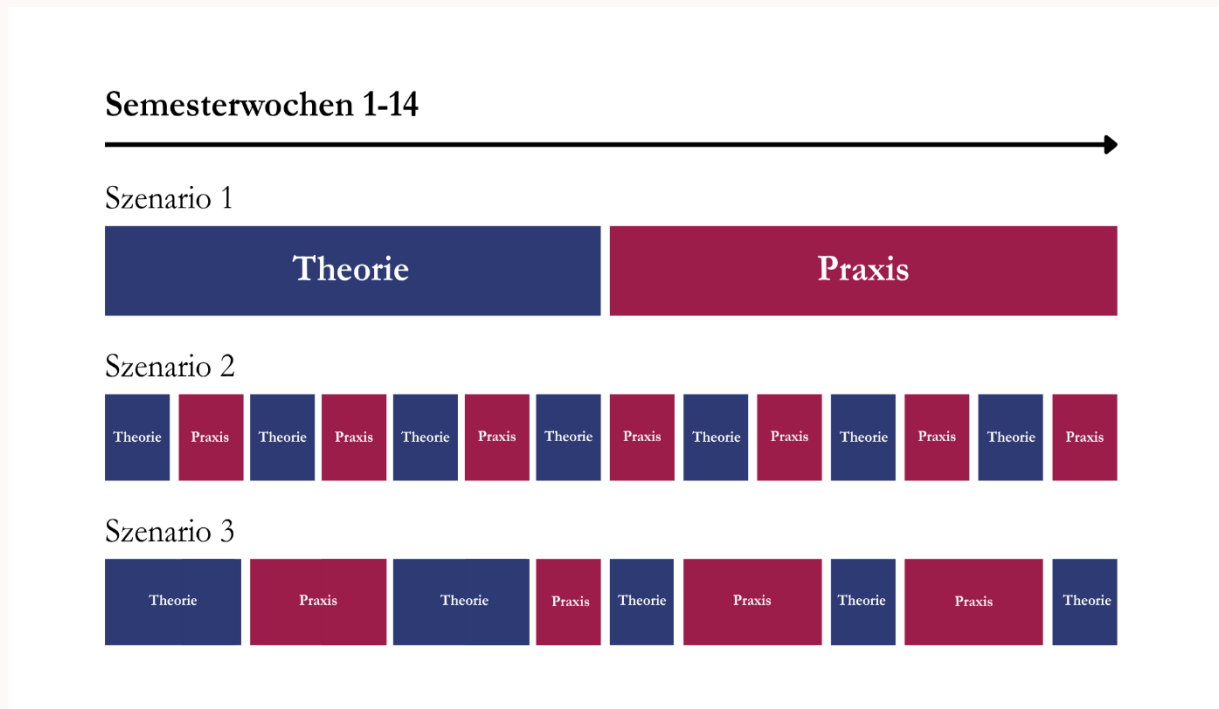 Semesterwochen 1-14
Szenario 1
Theorie Praxis
Szenario 2
Theorie Praxis Theorie Praxis Theorie Praxis Theorie Praxis Theorie Praxis Theorie Praxis Theorie Praxis
Szenario 3
Theorie Praxis Theorie Praxis Theorie Praxis Theorie Praxis Theorie